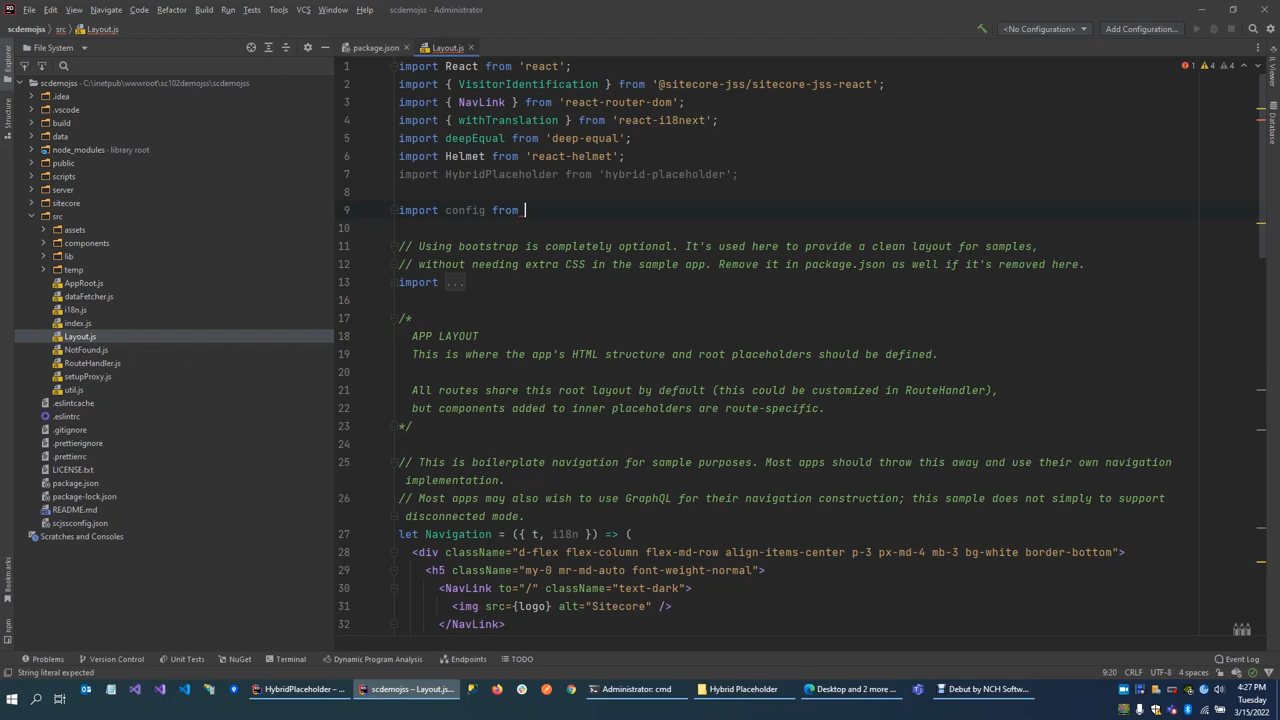 File Edit View Navigate Code Refactor Build Run Tests Tools VCS Window Help scdemojss - Administrator
scdemojss src Layout.js <No Configuration> Add Configuration...
File System package.json Layout.js
scdemojss C:\inetpub\wwwroot\sc102demojss\scdemojss
.idea
.vscode
build
data
node_modules - library root
public
scripts
server
sitecore
src
assets
components
lib
temp
AppRoot.js
dataFetcher.js
i18n.js
index.js
Layout.js
NotFound.js
RouteHandler.js
setupProxy.js
util.js
.eslintcache
.eslintrc
.gitignore
.prettierignore
.prettierrc
LICENSE.txt
package.json
package-lock.json
README.md
scjssconfig.json
Scratches and Consoles
Explorer
Structure
Bookmarks
npm
IL Viewer
Database
1 4 4
1 import React from 'react';
2 import { VisitorIdentification } from '@sitecore-jss/sitecore-jss-react';
3 import { NavLink } from 'react-router-dom';
4 import { withTranslation } from 'react-i18next';
5 import deepEqual from 'deep-equal';
6 import Helmet from 'react-helmet';
7 import HybridPlaceholder from 'hybrid-placeholder';
8
9 import config from
10
11 // Using bootstrap is completely optional. It's used here to provide a clean layout for samples,
12 // without needing extra CSS in the sample app. Remove it in package.json as well if it's removed here.
13 import ...
16
17 /*
18 APP LAYOUT
19 This is where the app's HTML structure and root placeholders should be defined.
20
21 All routes share this root layout by default (this could be customized in RouteHandler),
22 but components added to inner placeholders are route-specific.
23 */
24
25 // This is boilerplate navigation for sample purposes. Most apps should throw this away and use their own navigation
implementation.
26 // Most apps may also wish to use GraphQL for their navigation construction; this sample does not simply to support
disconnected mode.
27 let Navigation = ({ t, i18n }) => (
28 <div className="d-flex flex-column flex-md-row align-items-center p-3 px-md-4 mb-3 bg-white border-bottom">
29 <h5 className="my-0 mr-md-auto font-weight-normal">
30 <NavLink to="/" className="text-dark">
31 <img src={logo} alt="Sitecore" />
32 </NavLink>
Problems Version Control Unit Tests NuGet Terminal Dynamic Program Analysis Endpoints TODO Event Log
String literal expected 9:20 CRLF UTF-8 4 spaces
HybridPlaceholder – ... scdemojss – Layout.js... Administrator: cmd Hybrid Placeholder Desktop and 2 more ... Debut by NCH Softw...
4:27 PM
Tuesday
3/15/2022